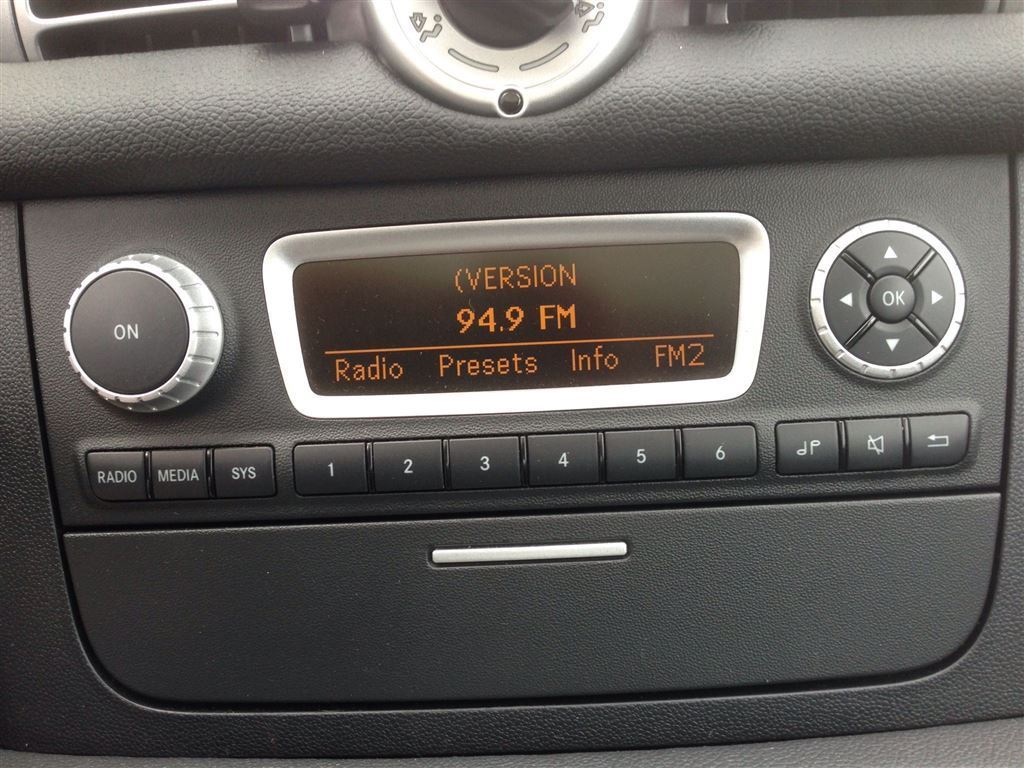 (VERSION
94.9 FM
Radio Presets Info FM2
ON
OK
RADIO MEDIA SYS 1 2 3 4 5 6